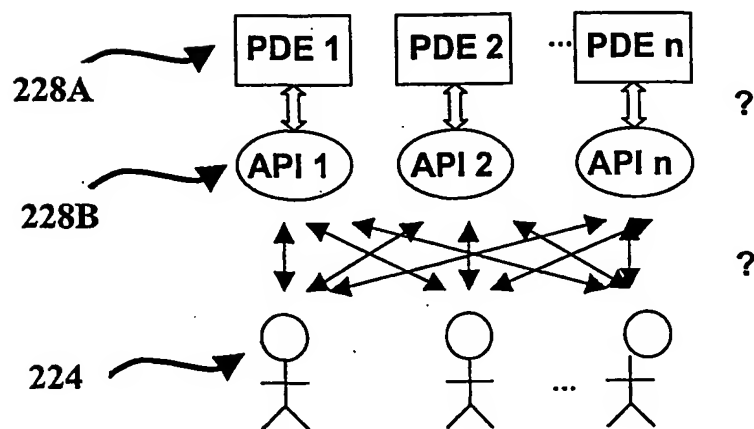 PDE 1 PDE 2 ... PDE n
228A
?
API 1 API 2 API n
228B
?
224
...